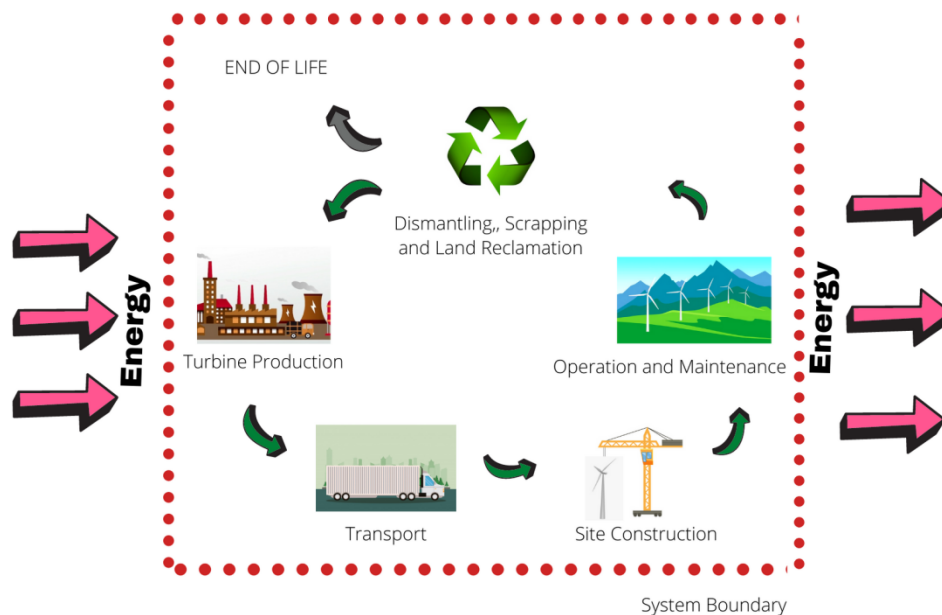 END OF LIFE
Dismantling,, Scrapping
and Land Reclamation
Energy
Turbine Production
Operation and Maintenance
Energy
Transport
Site Construction
System Boundary